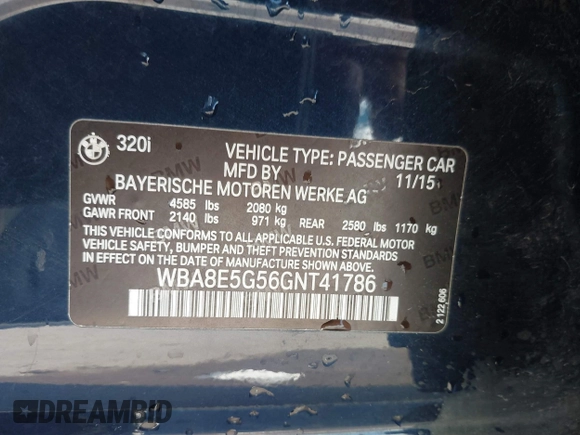 320i
VEHICLE TYPE: PASSENGER CAR
MFD BY 11/15
BAYERISCHE MOTOREN WERKE AG
GVWR 4585 lbs 2080 kg
GAWR FRONT 2140 lbs 971 kg REAR 2580 lbs 1170 kg
THIS VEHICLE CONFORMS TO ALL APPLICABLE U.S. FEDERAL MOTOR
VEHICLE SAFETY, BUMPER AND THEFT PREVENTION STANDARDS
IN EFFECT ON THE DATE OF MANUFACTURE SHOWN ABOVE.
WBA8E5G56GNT41786
2 122 606
DREAMBID